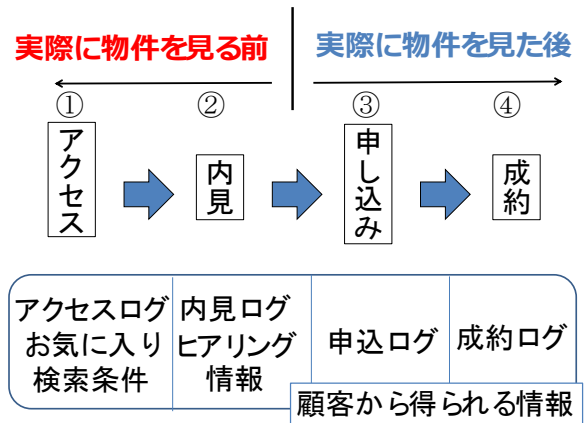 実際に物件を見る前
実際に物件を見た後
①
②
③
④
アクセス
内見
申し込み
成約
アクセスログ
お気に入り
検索条件
内見ログ
ヒアリング
情報
申込ログ
成約ログ
顧客から得られる情報